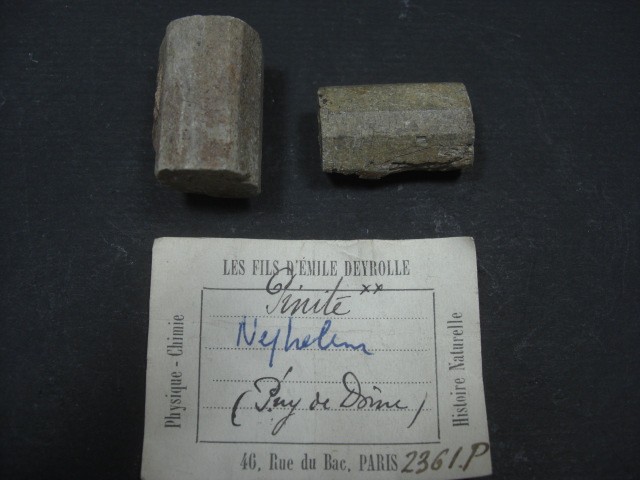 LES FILS D'ÉMILE DEYROLLE
Physique - Chimie
Pinite xx
Nephelin
(Puy de Dôme)
Histoire Naturelle
46, Rue du Bac, PARIS 2361.P